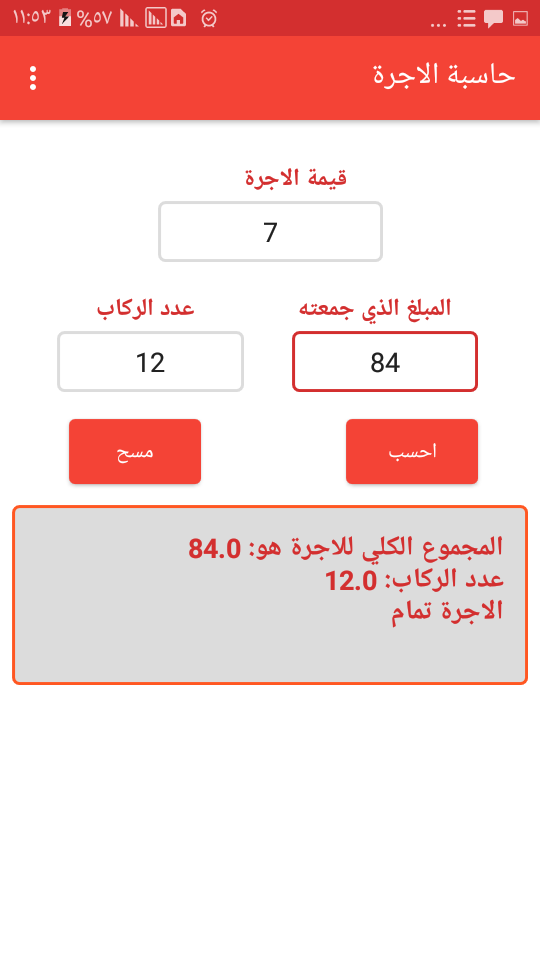 ١١:٥٣ %٥٧
حاسبة الاجرة
قيمة الاجرة
7
المبلغ الذي جمعته
عدد الركاب
84
12
احسب
مسح
المجموع الكلي للاجرة هو: 84.0
عدد الركاب: 12.0
الاجرة تمام